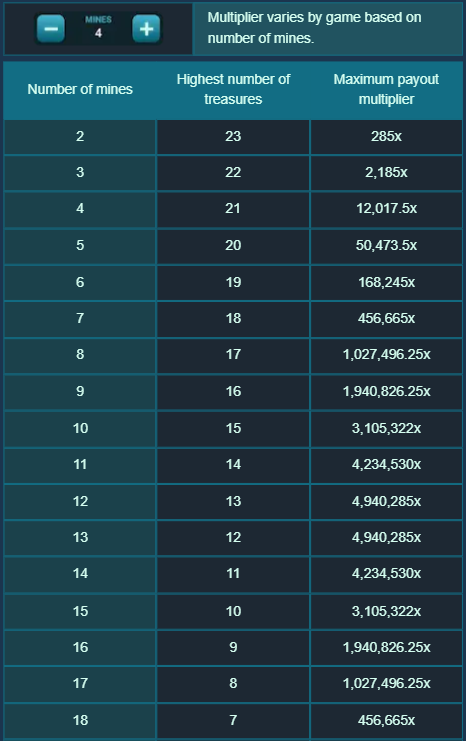 − MINES +
4
Multiplier varies by game based on
number of mines.
Number of mines
Highest number of
treasures
Maximum payout
multiplier
2 23 285x
3 22 2,185x
4 21 12,017.5x
5 20 50,473.5x
6 19 168,245x
7 18 456,665x
8 17 1,027,496.25x
9 16 1,940,826.25x
10 15 3,105,322x
11 14 4,234,530x
12 13 4,940,285x
13 12 4,940,285x
14 11 4,234,530x
15 10 3,105,322x
16 9 1,940,826.25x
17 8 1,027,496.25x
18 7 456,665x